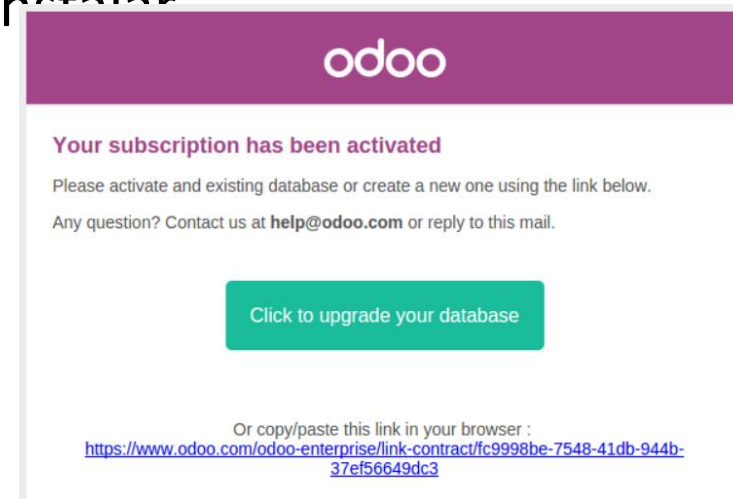 odoo
Your subscription has been activated
Please activate and existing database or create a new one using the link below.
Any question? Contact us at help@odoo.com or reply to this mail.
Click to upgrade your database
Or copy/paste this link in your browser :
https://www.odoo.com/odoo-enterprise/link-contract/fc9998be-7548-41db-944b-
37ef56649dc3